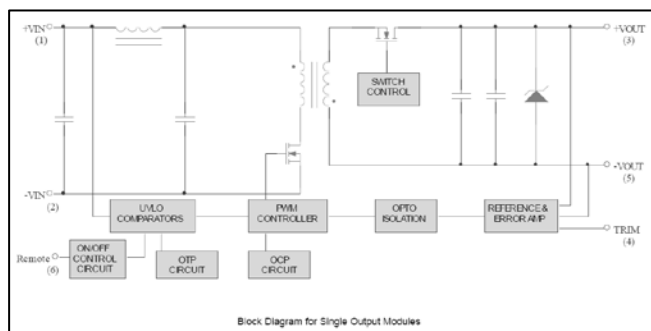 +VIN
(1)
+VOUT
(3)
SWITCH
CONTROL
-VIN
(2)
-VOUT
(5)
UVLO
COMPARATORS
PWM
CONTROLLER
OPTO
ISOLATION
REFERENCE &
ERROR AMP
TRIM
(4)
Remote
(6)
ON/OFF
CONTROL
CIRCUIT
OTP
CIRCUIT
OCP
CIRCUIT
Block Diagram for Single Output Modules